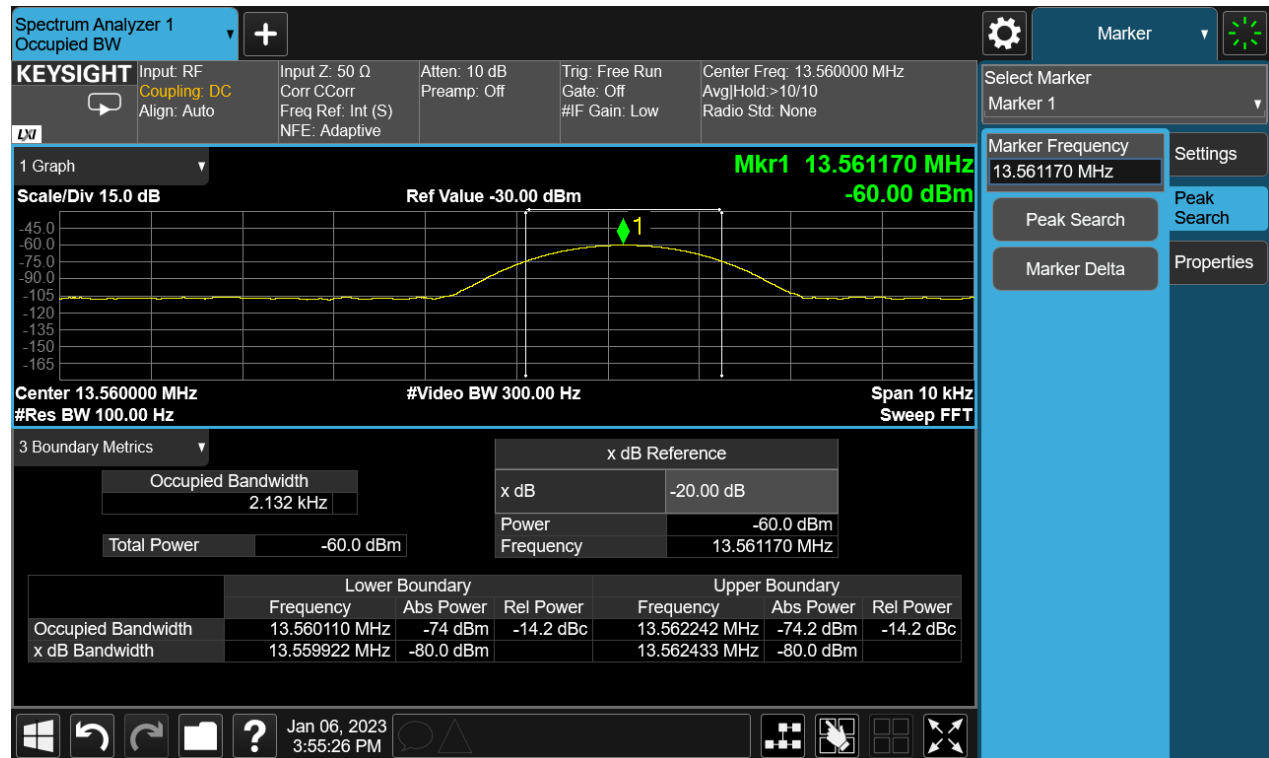 Spectrum Analyzer 1
Occupied BW
+
Marker
KEYSIGHT
LXI
Input: RF
Coupling: DC
Align: Auto
Input Z: 50 Ω
Corr CCorr
Freq Ref: Int (S)
NFE: Adaptive
Atten: 10 dB
Preamp: Off
Trig: Free Run
Gate: Off
#IF Gain: Low
Center Freq: 13.560000 MHz
Avg|Hold:>10/10
Radio Std: None
Select Marker
Marker 1
Marker Frequency
13.561170 MHz
Peak Search
Marker Delta
Settings
Peak
Search
Properties
1 Graph
Mkr1 13.561170 MHz
Scale/Div 15.0 dB
Ref Value -30.00 dBm
-60.00 dBm
1
-45.0
-60.0
-75.0
-90.0
-105
-120
-135
-150
-165
Center 13.560000 MHz
#Video BW 300.00 Hz
Span 10 kHz
#Res BW 100.00 Hz
Sweep FFT
3 Boundary Metrics
Occupied Bandwidth
2.132 kHz
Total Power -60.0 dBm
x dB Reference
x dB -20.00 dB
Power -60.0 dBm
Frequency 13.561170 MHz
Lower Boundary Upper Boundary
Frequency Abs Power Rel Power Frequency Abs Power Rel Power
Occupied Bandwidth 13.560110 MHz -74 dBm -14.2 dBc 13.562242 MHz -74.2 dBm -14.2 dBc
x dB Bandwidth 13.559922 MHz -80.0 dBm 13.562433 MHz -80.0 dBm
?
Jan 06, 2023
3:55:26 PM